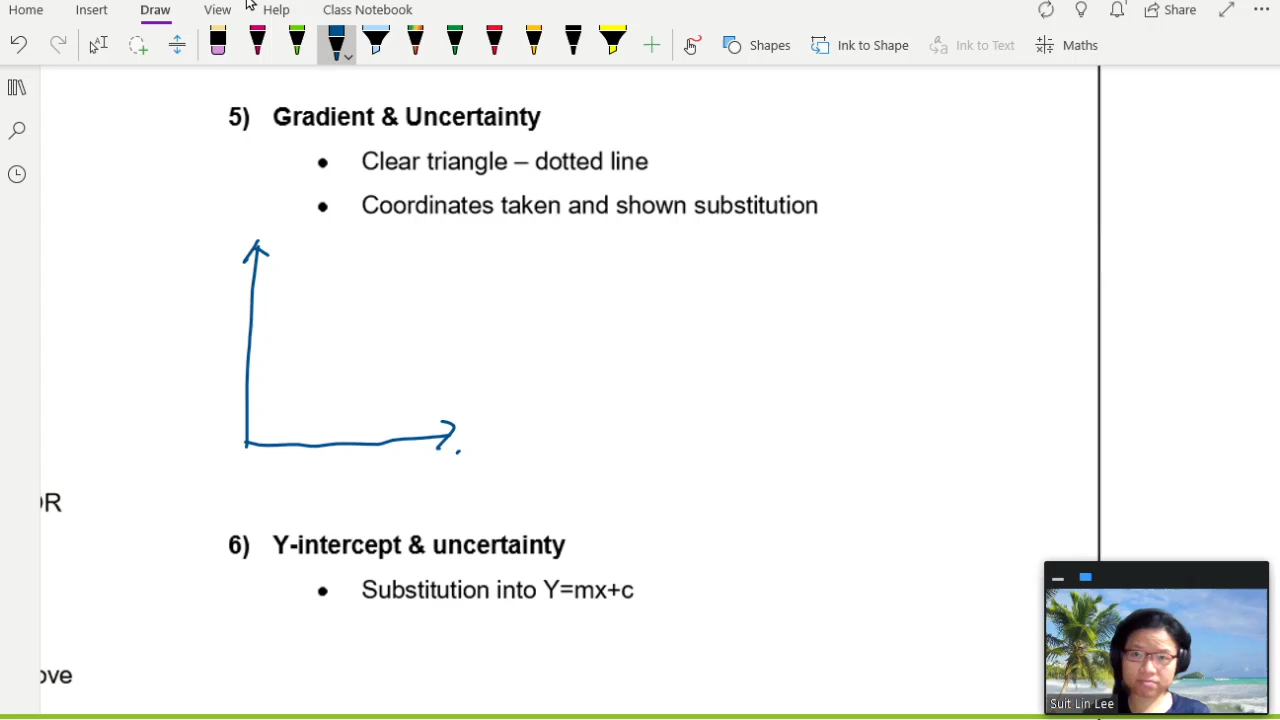 Home Insert Draw View Help Class Notebook Share
Shapes Ink to Shape Ink to Text Maths
5) Gradient & Uncertainty
• Clear triangle – dotted line
• Coordinates taken and shown substitution
OR
6) Y-intercept & uncertainty
• Substitution into Y=mx+c
ove
Suit Lin Lee